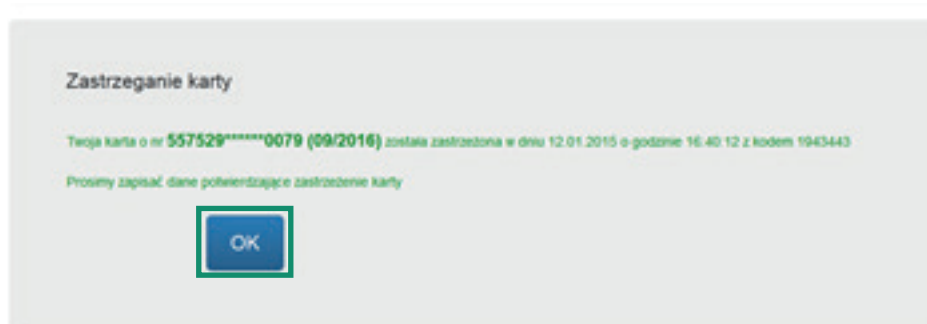 Zastrzeganie karty
Twoja karta o nr 557529******0079 (09/2016) została zastrzeżona w dniu 12.01.2015 o godzinie 16:40:12 z kodem 1943443
Prosimy zapisać dane potwierdzające zastrzeżenie karty
OK